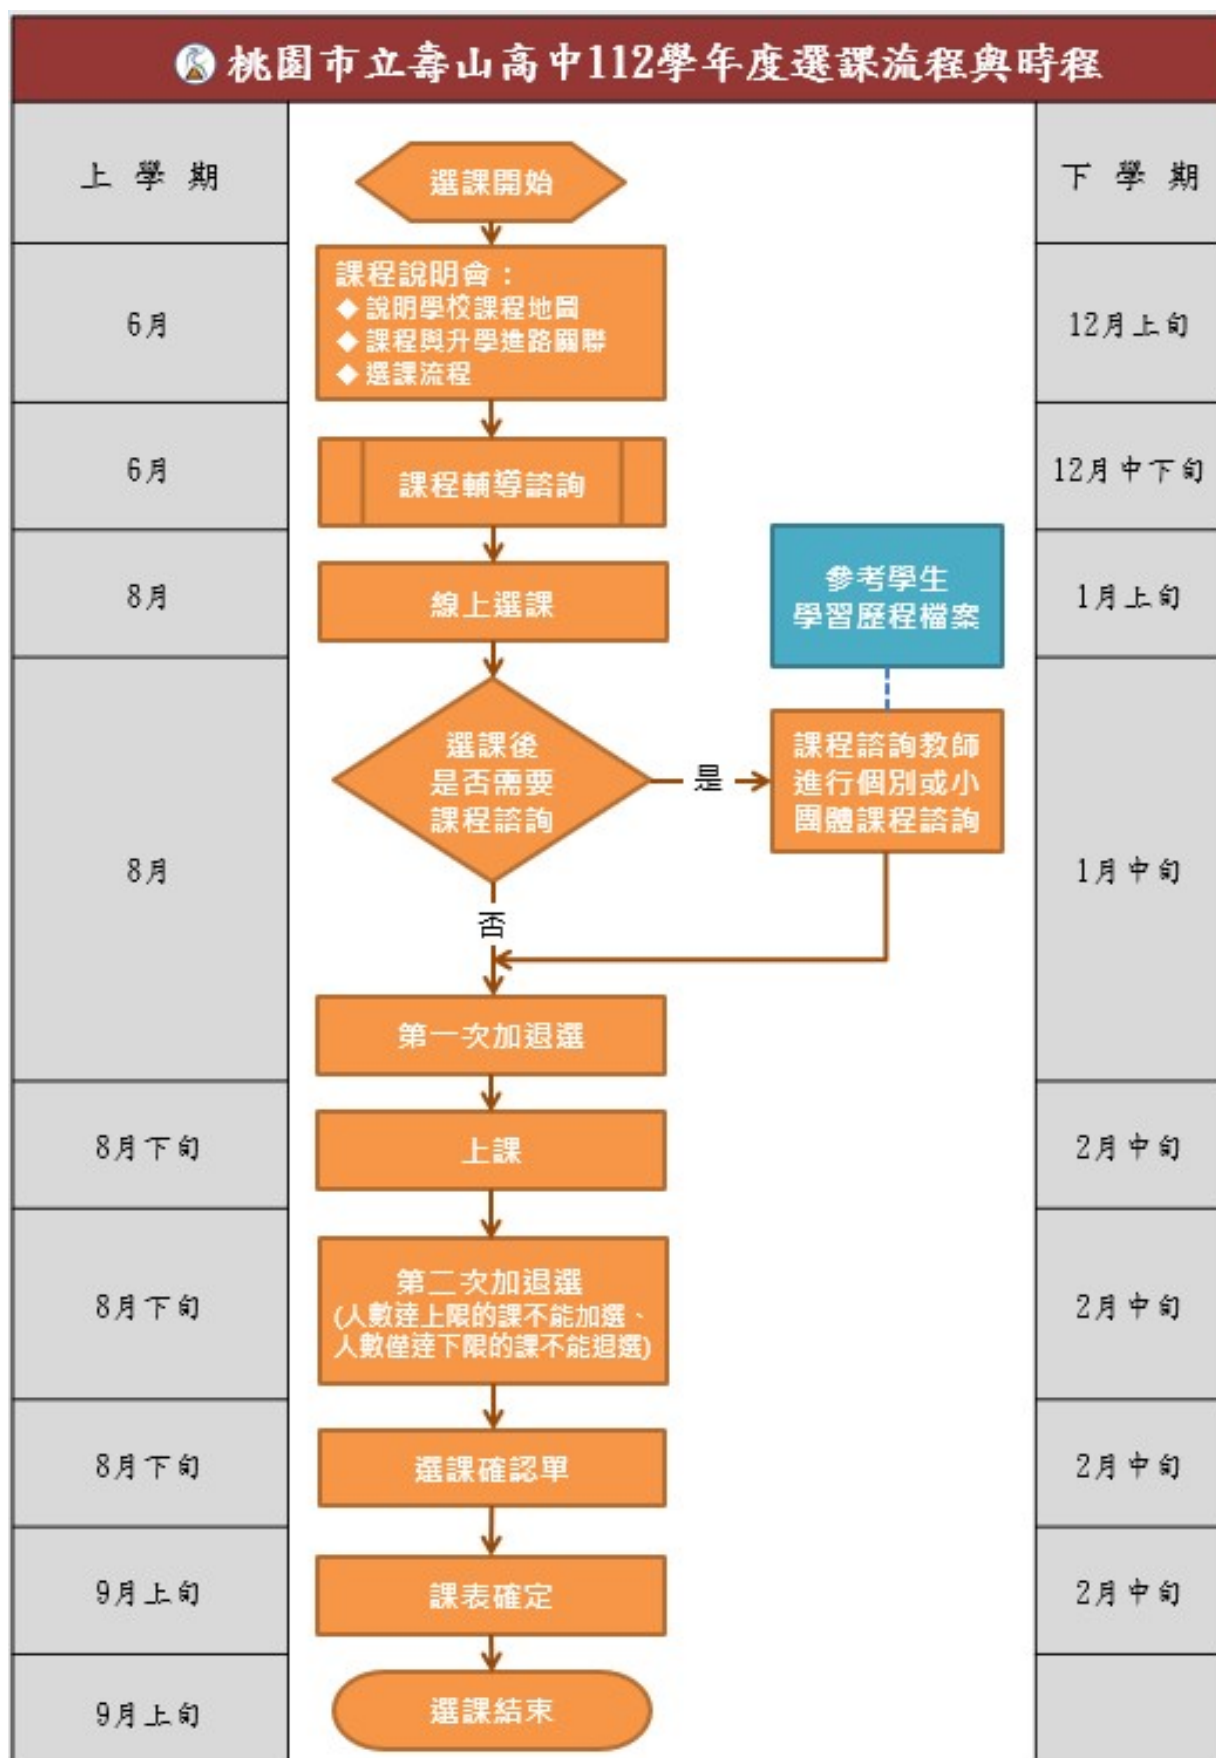 桃園市立壽山高中112學年度選課流程與時程
上學期
選課開始
下學期
6月
課程說明會：
◆ 說明學校課程地圖
◆ 課程與升學進路關聯
◆ 選課流程
12月上旬
6月
課程輔導諮詢
12月中下旬
8月
線上選課
參考學生
學習歷程檔案
1月上旬
8月
選課後
是否需要
課程諮詢
是
課程諮詢教師
進行個別或小
團體課程諮詢
否
第一次加退選
1月中旬
8月下旬
上課
2月中旬
8月下旬
第二次加退選
(人數達上限的課不能加選、
人數僅達下限的課不能退選)
2月中旬
8月下旬
選課確認單
2月中旬
9月上旬
課表確定
2月中旬
9月上旬
選課結束